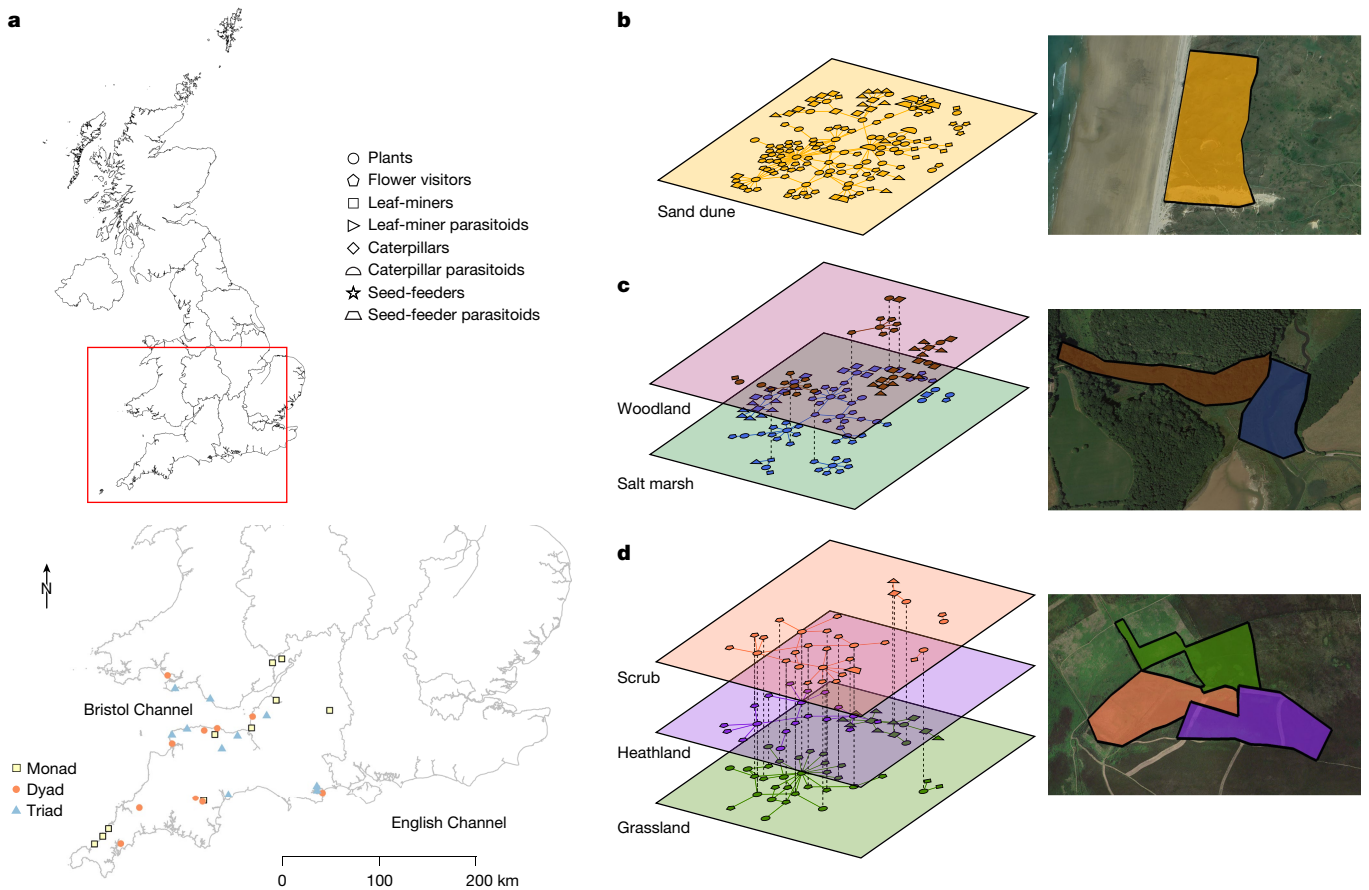 a
Plants
Flower visitors
Leaf-miners
Leaf-miner parasitoids
Caterpillars
Caterpillar parasitoids
Seed-feeders
Seed-feeder parasitoids
N
Bristol Channel
English Channel
Monad
Dyad
Triad
0 100 200 km
b
Sand dune
c
Woodland
Salt marsh
d
Scrub
Heathland
Grassland